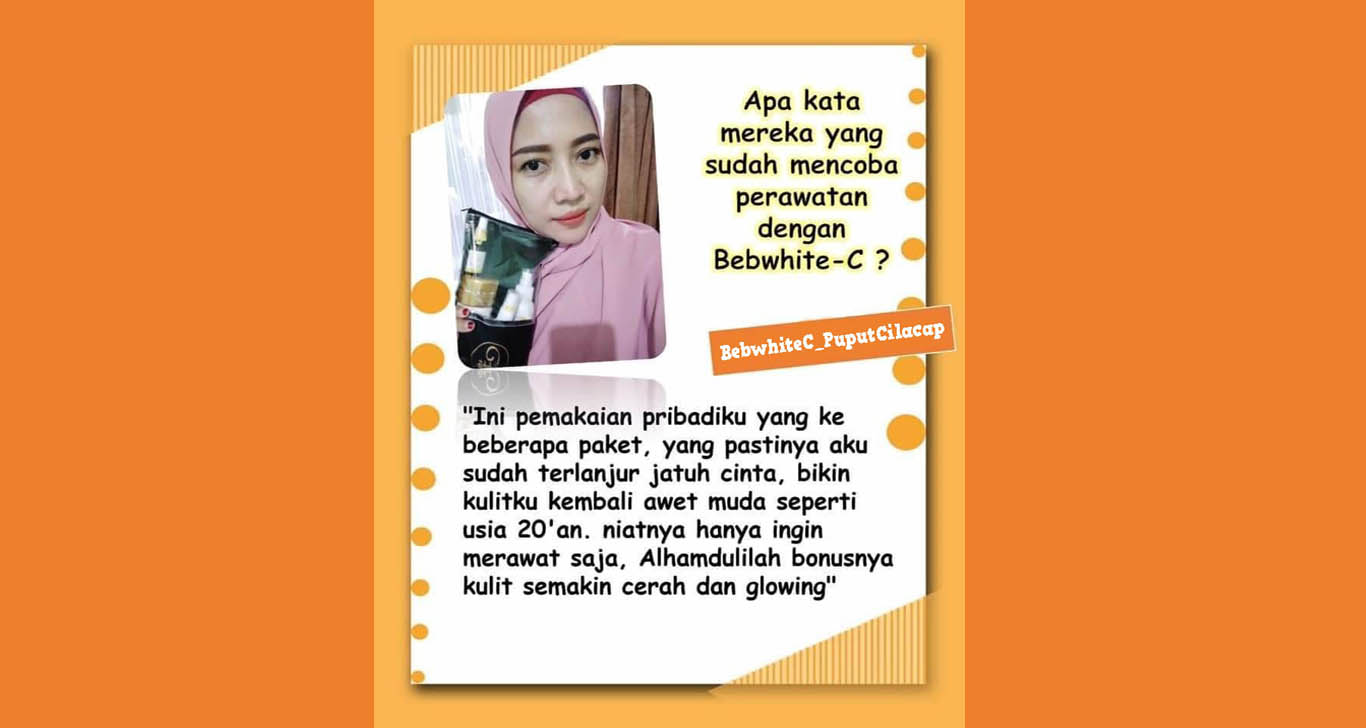 Apa kata
mereka yang
sudah mencoba
perawatan
dengan
Bebwhite-C ?
BebwhiteC_PuputCilacap
"Ini pemakaian pribadiku yang ke
beberapa paket, yang pastinya aku
sudah terlanjur jatuh cinta, bikin
kulitku kembali awet muda seperti
usia 20'an. niatnya hanya ingin
merawat saja, Alhamdulilah bonusnya
kulit semakin cerah dan glowing"